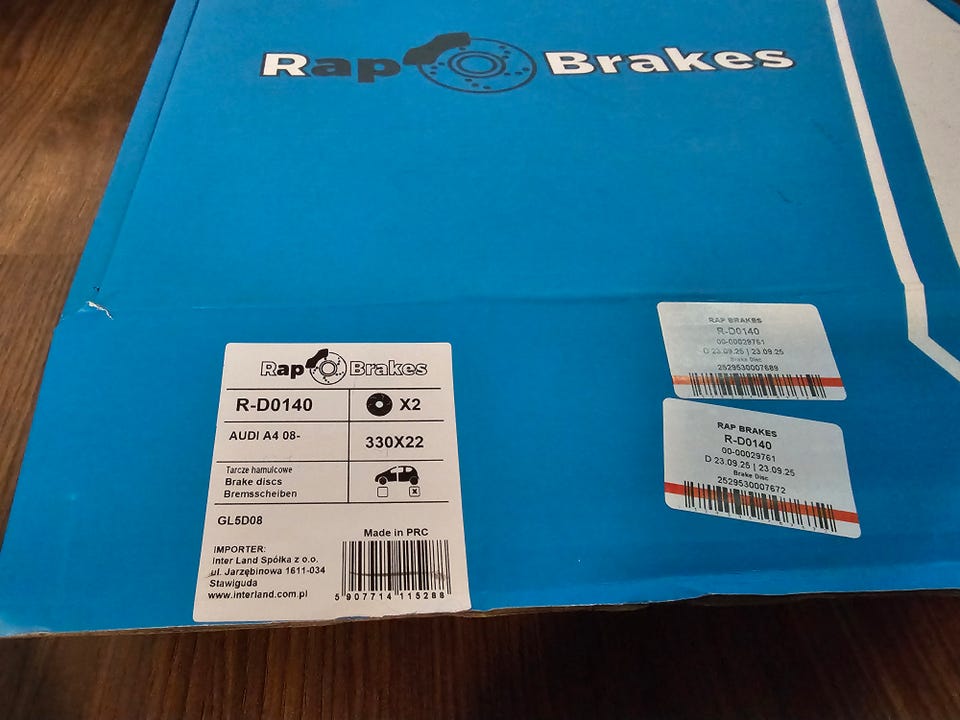 Rap Brakes
Rap Brakes
R-D0140
X2
AUDI A4 08-
330X22
Tarcze hamulcowe
Brake discs
Bremsscheiben
GL5D08
Made in PRC
IMPORTER:
Inter Land Spółka z o.o.
ul. Jarzębinowa 1611-034
Stawiguda
www.interland.com.pl
5 907714 115288
RAP BRAKES
R-D0140
00-00029761
D 23.09.25 | 23.09.25
Brake Disc
2529530007689
RAP BRAKES
R-D0140
00-00029761
D 23.09.25 | 23.09.25
Brake Disc
2529530007672